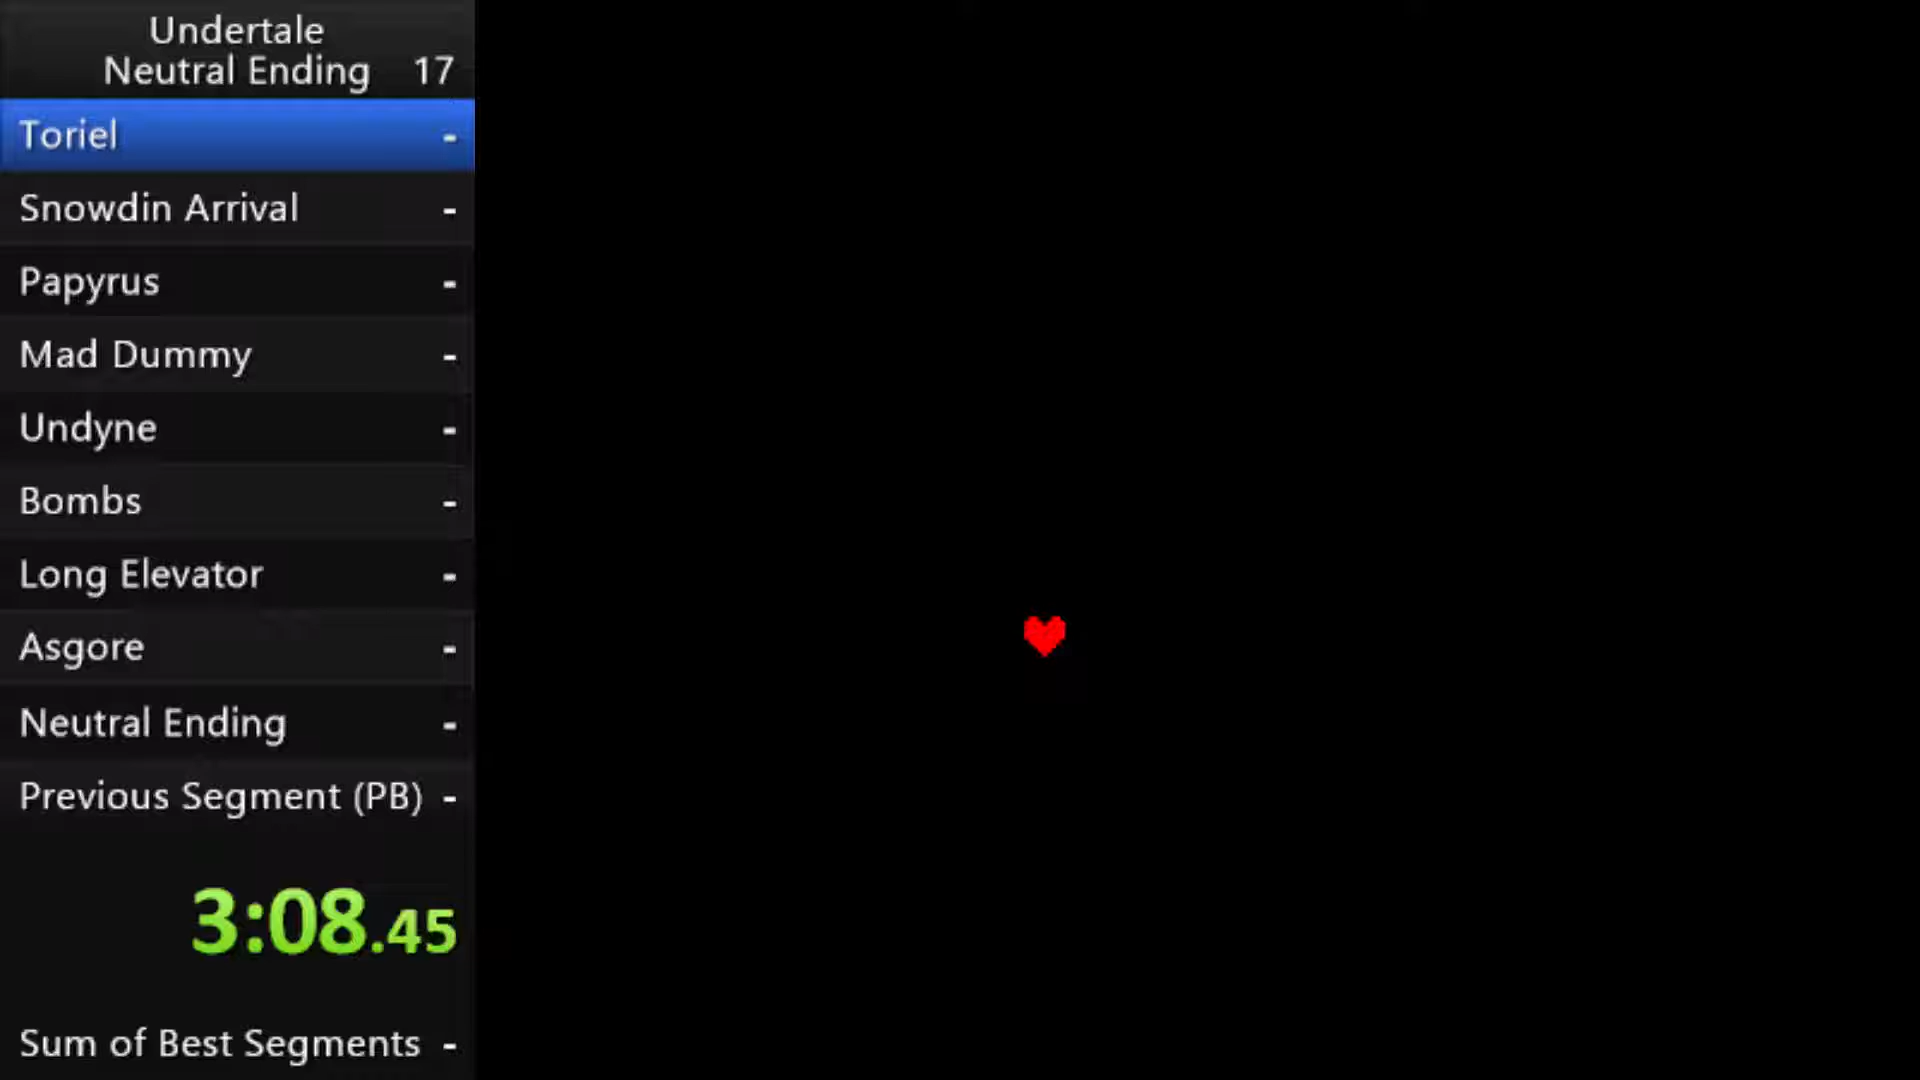 Undertale
Neutral Ending 17
Toriel -
Snowdin Arrival -
Papyrus -
Mad Dummy -
Undyne -
Bombs -
Long Elevator -
Asgore -
Neutral Ending -
Previous Segment (PB) -
3:08.45
Sum of Best Segments -